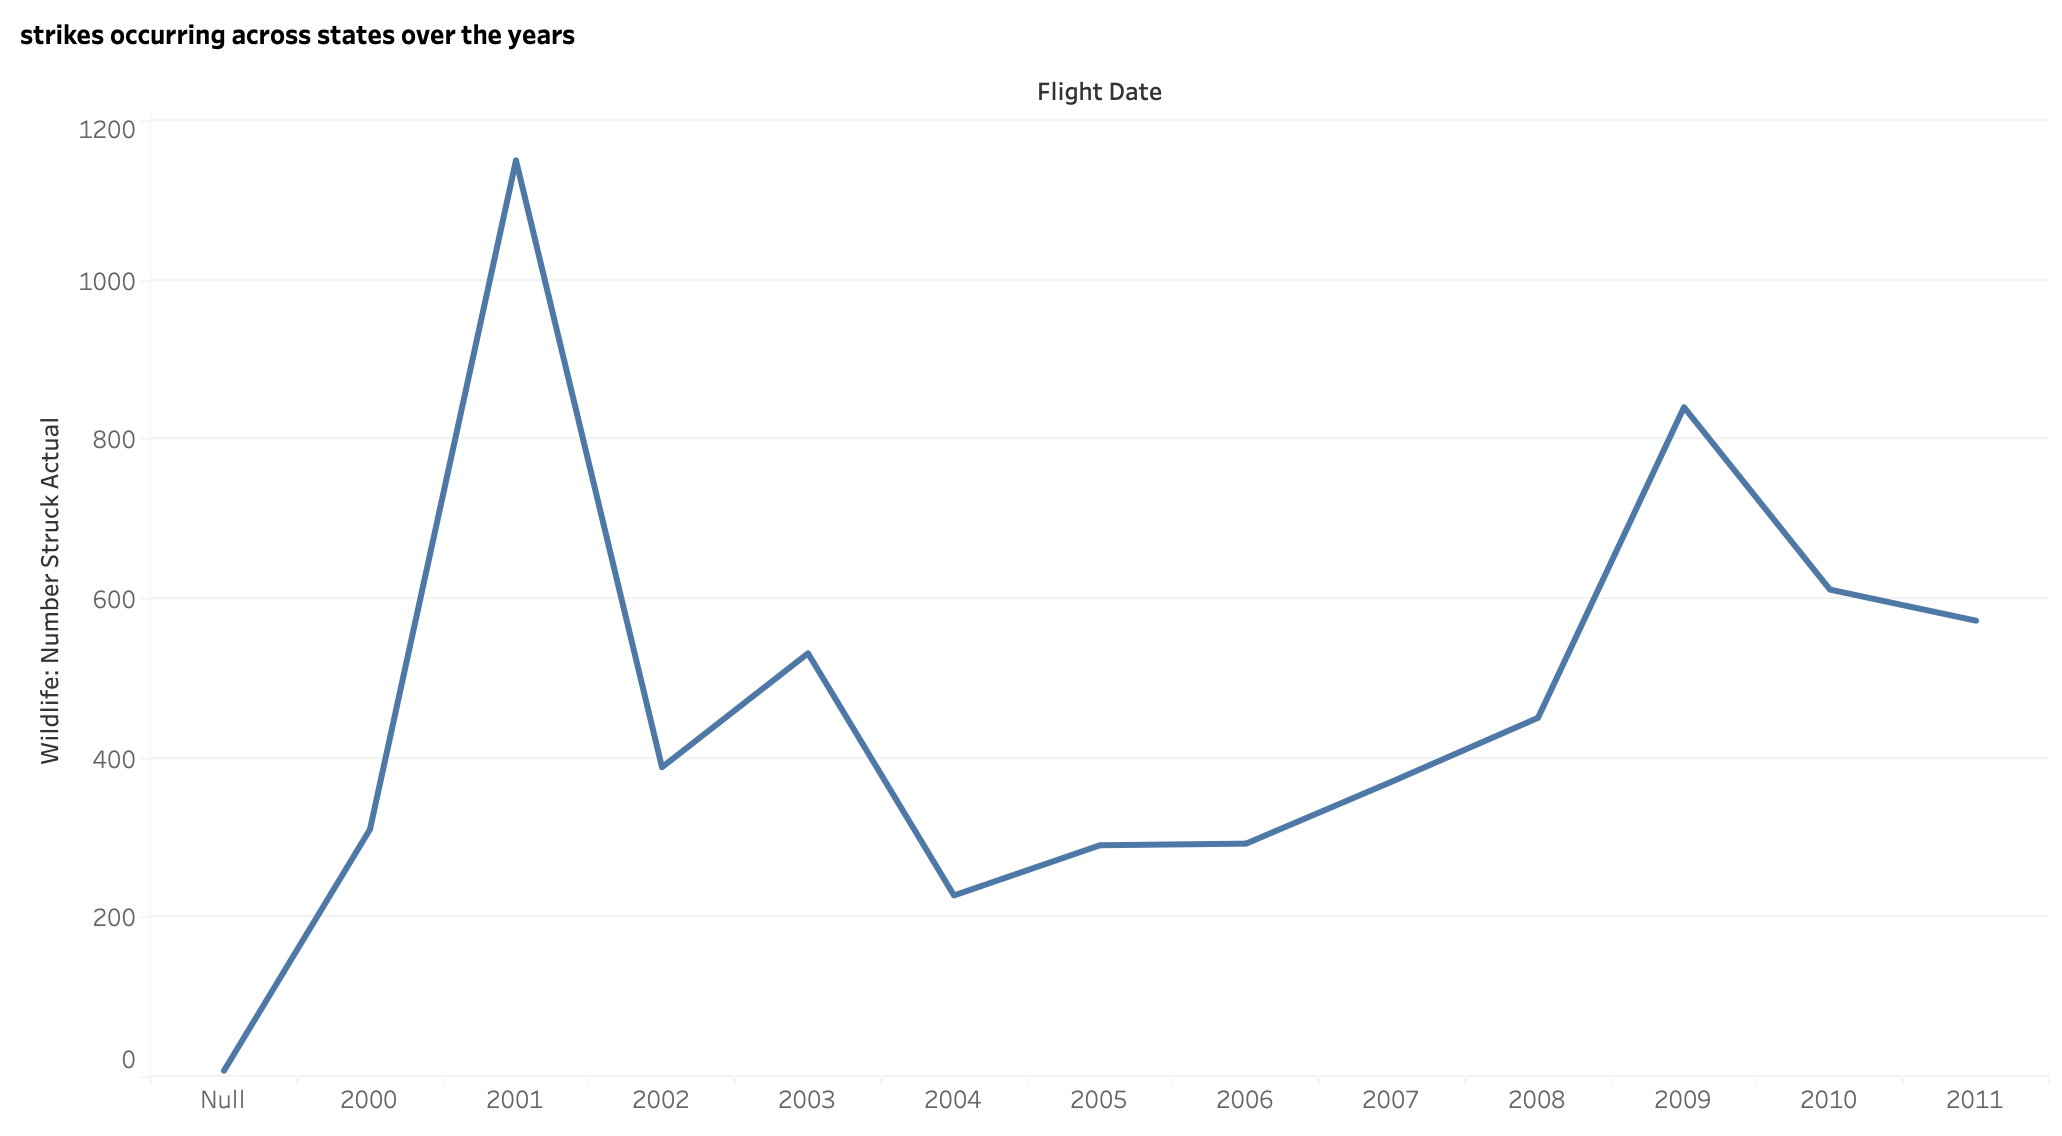 strikes occurring across states over the years
Flight Date
Wildlife: Number Struck Actual
1200
1000
800
600
400
200
0
Null 2000 2001 2002 2003 2004 2005 2006 2007 2008 2009 2010 2011